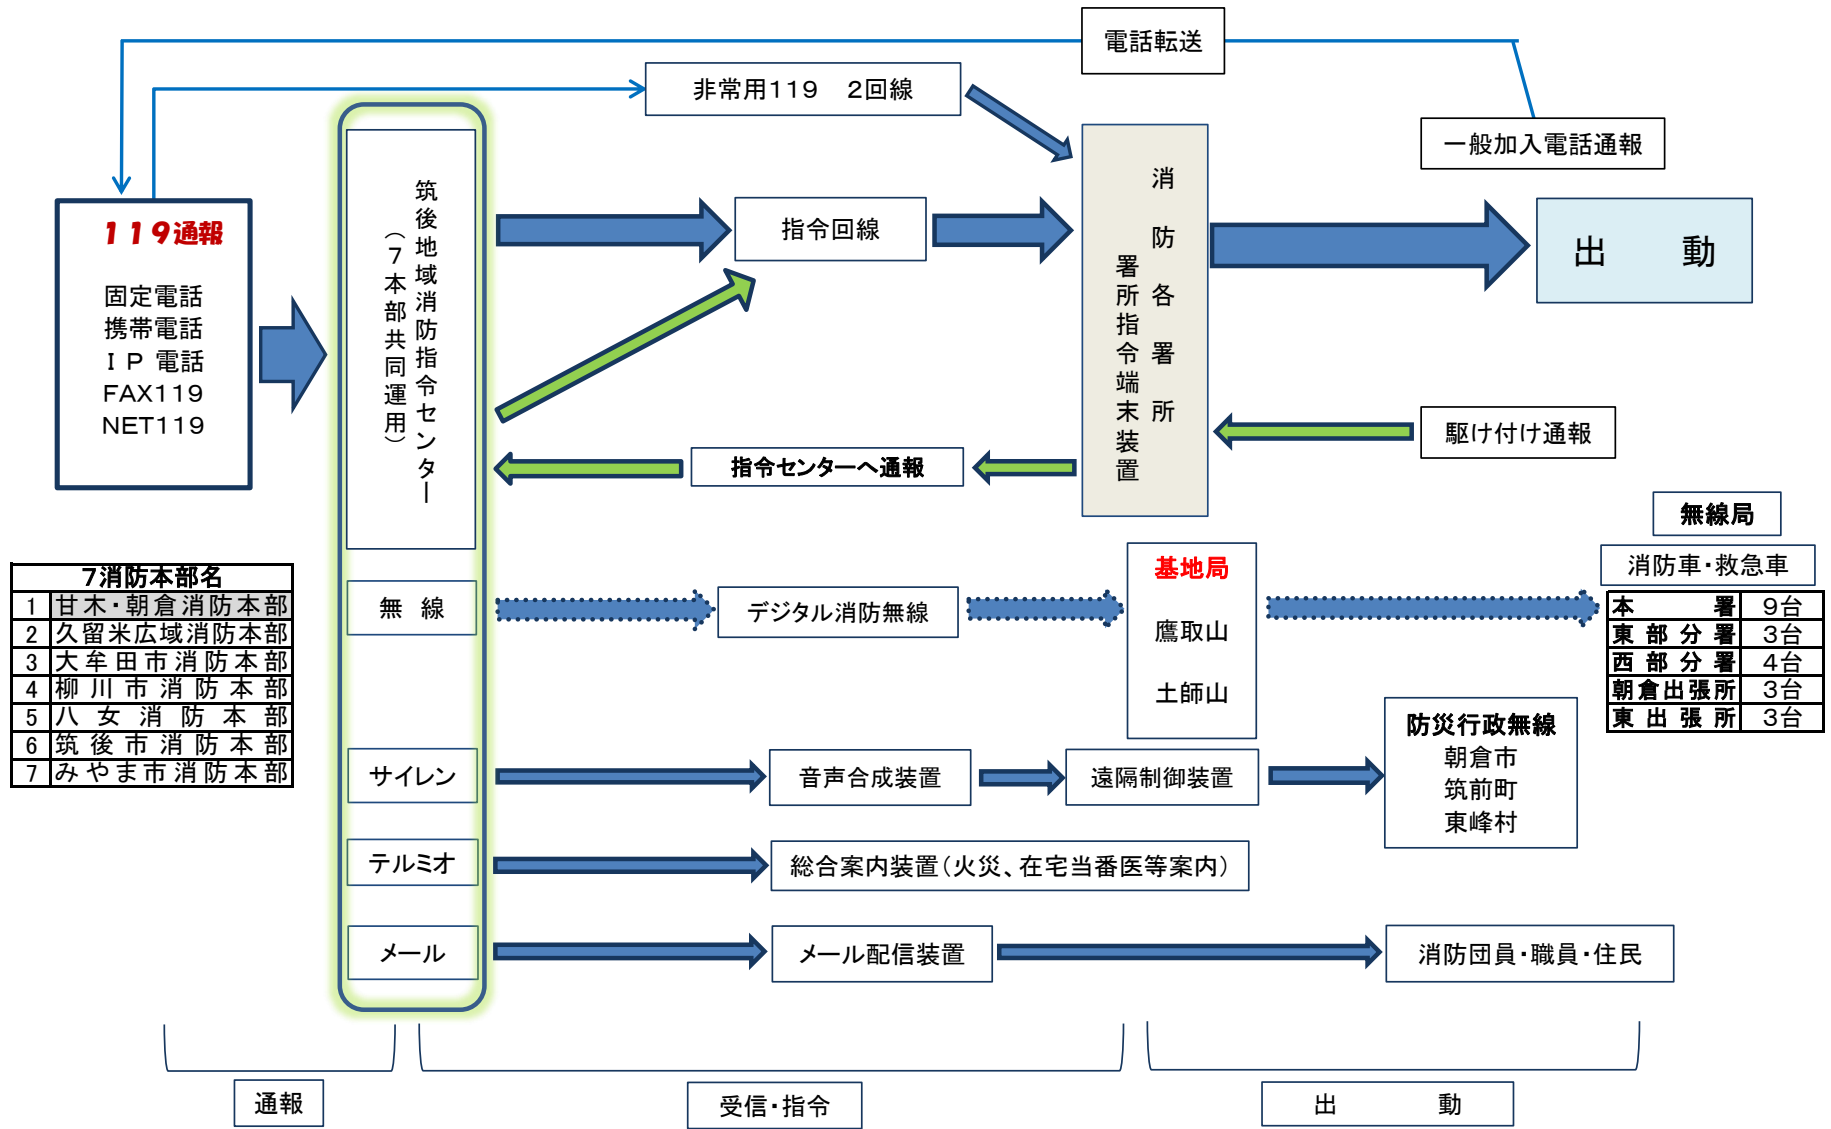 電話転送
非常用119　2回線
一般加入電話通報
119通報
固定電話
携帯電話
ＩＰ電話
FAX119
NET119
筑後地域消防指令センター
（７本部共同運用）
指令回線
消防各署所
署所指令端末装置
出　動
駆け付け通報
指令センターへ通報
無線局
消防車・救急車
本署　9台
東部分署　3台
西部分署　4台
朝倉出張所　3台
東出張所　3台
7消防本部名
1　甘木・朝倉消防本部
2　久留米広域消防本部
3　大牟田市消防本部
4　柳川市消防本部
5　八女消防本部
6　筑後市消防本部
7　みやま市消防本部
無線
デジタル消防無線
基地局
鷹取山
土師山
サイレン
音声合成装置
遠隔制御装置
防災行政無線
朝倉市
筑前町
東峰村
テルミオ
総合案内装置（火災、在宅当番医等案内）
メール
メール配信装置
消防団員・職員・住民
通報
受信・指令
出　動